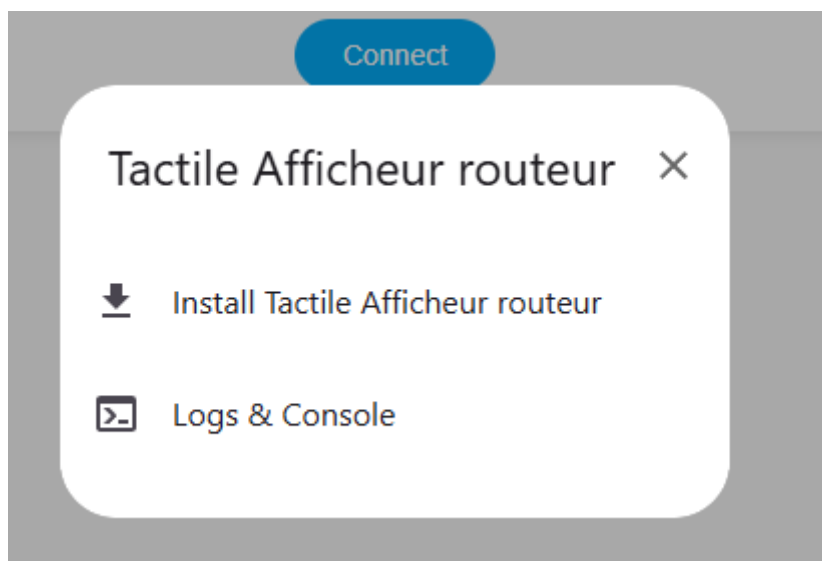 Connect
Tactile Afficheur routeur
Install Tactile Afficheur routeur
Logs & Console